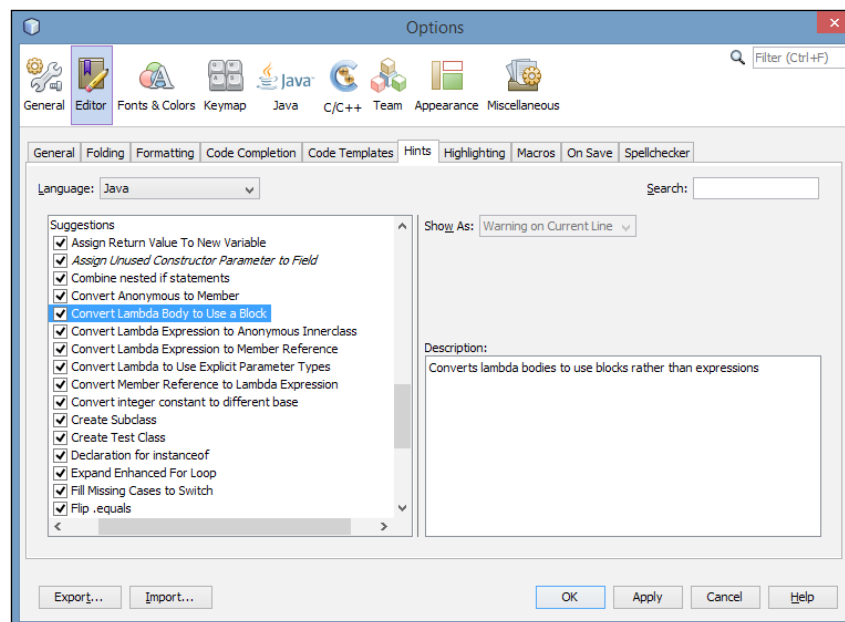 Options
Filter (Ctrl+F)
General Editor Fonts & Colors Keymap Java C/C++ Team Appearance Miscellaneous
General Folding Formatting Code Completion Code Templates Hints Highlighting Macros On Save Spellchecker
Language: Java Search:
Suggestions
Assign Return Value To New Variable
Assign Unused Constructor Parameter to Field
Combine nested if statements
Convert Anonymous to Member
Convert Lambda Body to Use a Block
Convert Lambda Expression to Anonymous Innerclass
Convert Lambda Expression to Member Reference
Convert Lambda to Use Explicit Parameter Types
Convert Member Reference to Lambda Expression
Convert integer constant to different base
Create Subclass
Create Test Class
Declaration for instanceof
Expand Enhanced For Loop
Fill Missing Cases to Switch
Flip .equals
Show As: Warning on Current Line
Description:
Converts lambda bodies to use blocks rather than expressions
Export... Import... OK Apply Cancel Help